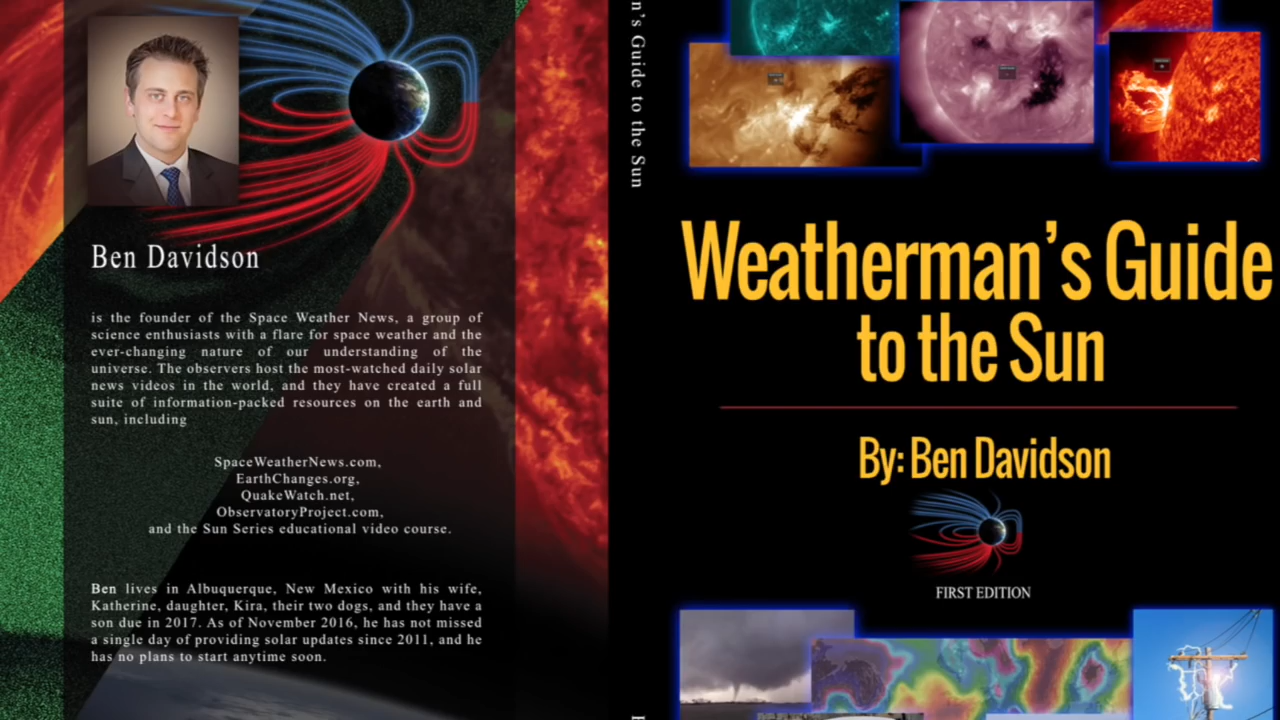 Ben Davidson
is the founder of the Space Weather News, a group of
science enthusiasts with a flare for space weather and the
ever-changing nature of our understanding of the
universe. The observers host the most-watched daily solar
news videos in the world, and they have created a full
suite of information-packed resources on the earth and
sun, including
SpaceWeatherNews.com,
EarthChanges.org,
QuakeWatch.net,
ObservatoryProject.com,
and the Sun Series educational video course.
Ben lives in Albuquerque, New Mexico with his wife,
Katherine, daughter, Kira, their two dogs, and they have a
son due in 2017. As of November 2016, he has not missed
a single day of providing solar updates since 2011, and he
has no plans to start anytime soon.
n's Guide to the Sun
Weatherman's Guide
to the Sun
By: Ben Davidson
FIRST EDITION